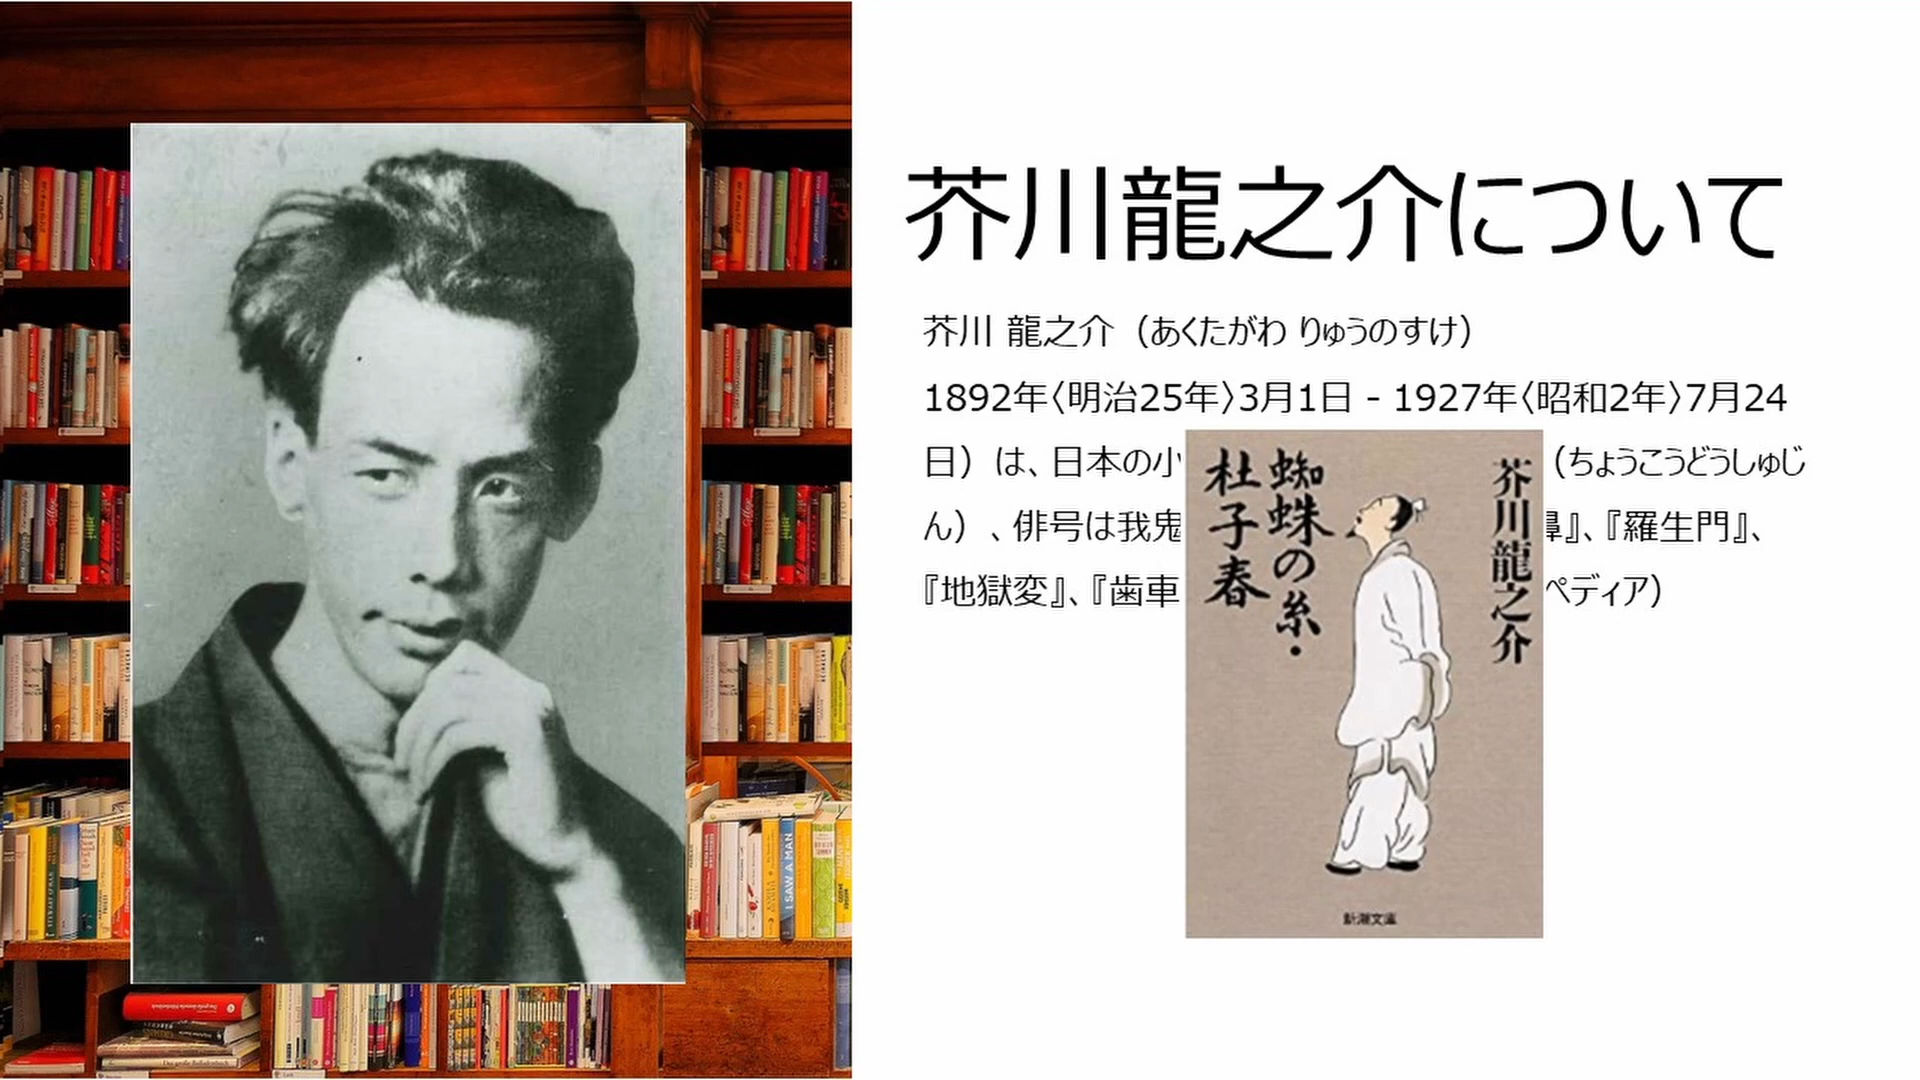 芥川龍之介について
芥川 龍之介（あくたがわ りゅうのすけ）
1892年〈明治25年〉3月1日 - 1927年〈昭和2年〉7月24
日）は、日本の小（ちょうこうどうしゅじ
ん）、俳号は我鬼』、『羅生門』、
『地獄変』、『歯車ペディア）
芥川龍之介
蜘蛛の糸・
杜子春
新潮文庫
I SAW A MAN